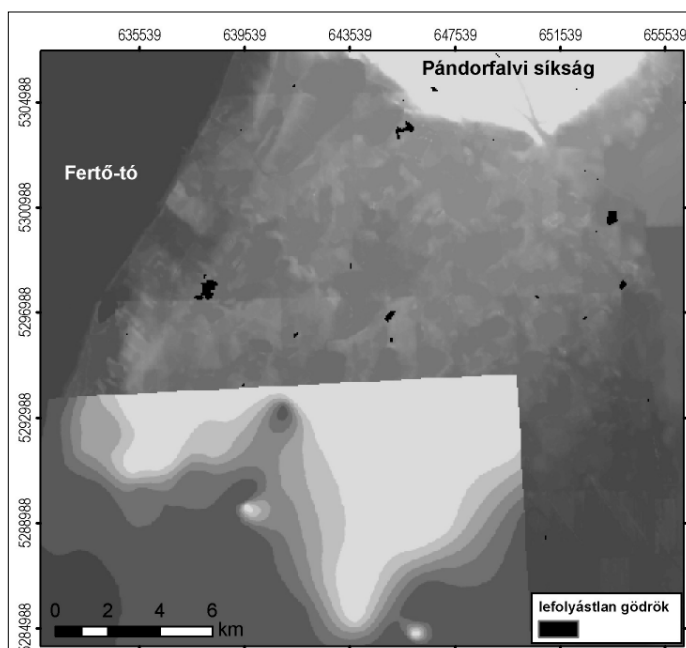 635539 639539 643539 647539 651539 655539
Pándorfalvi síkság
5304988
Fertő-tó
5300988
5296988
5292988
5288988
5284988
0 2 4 6
km
lefolyástlan gödrök